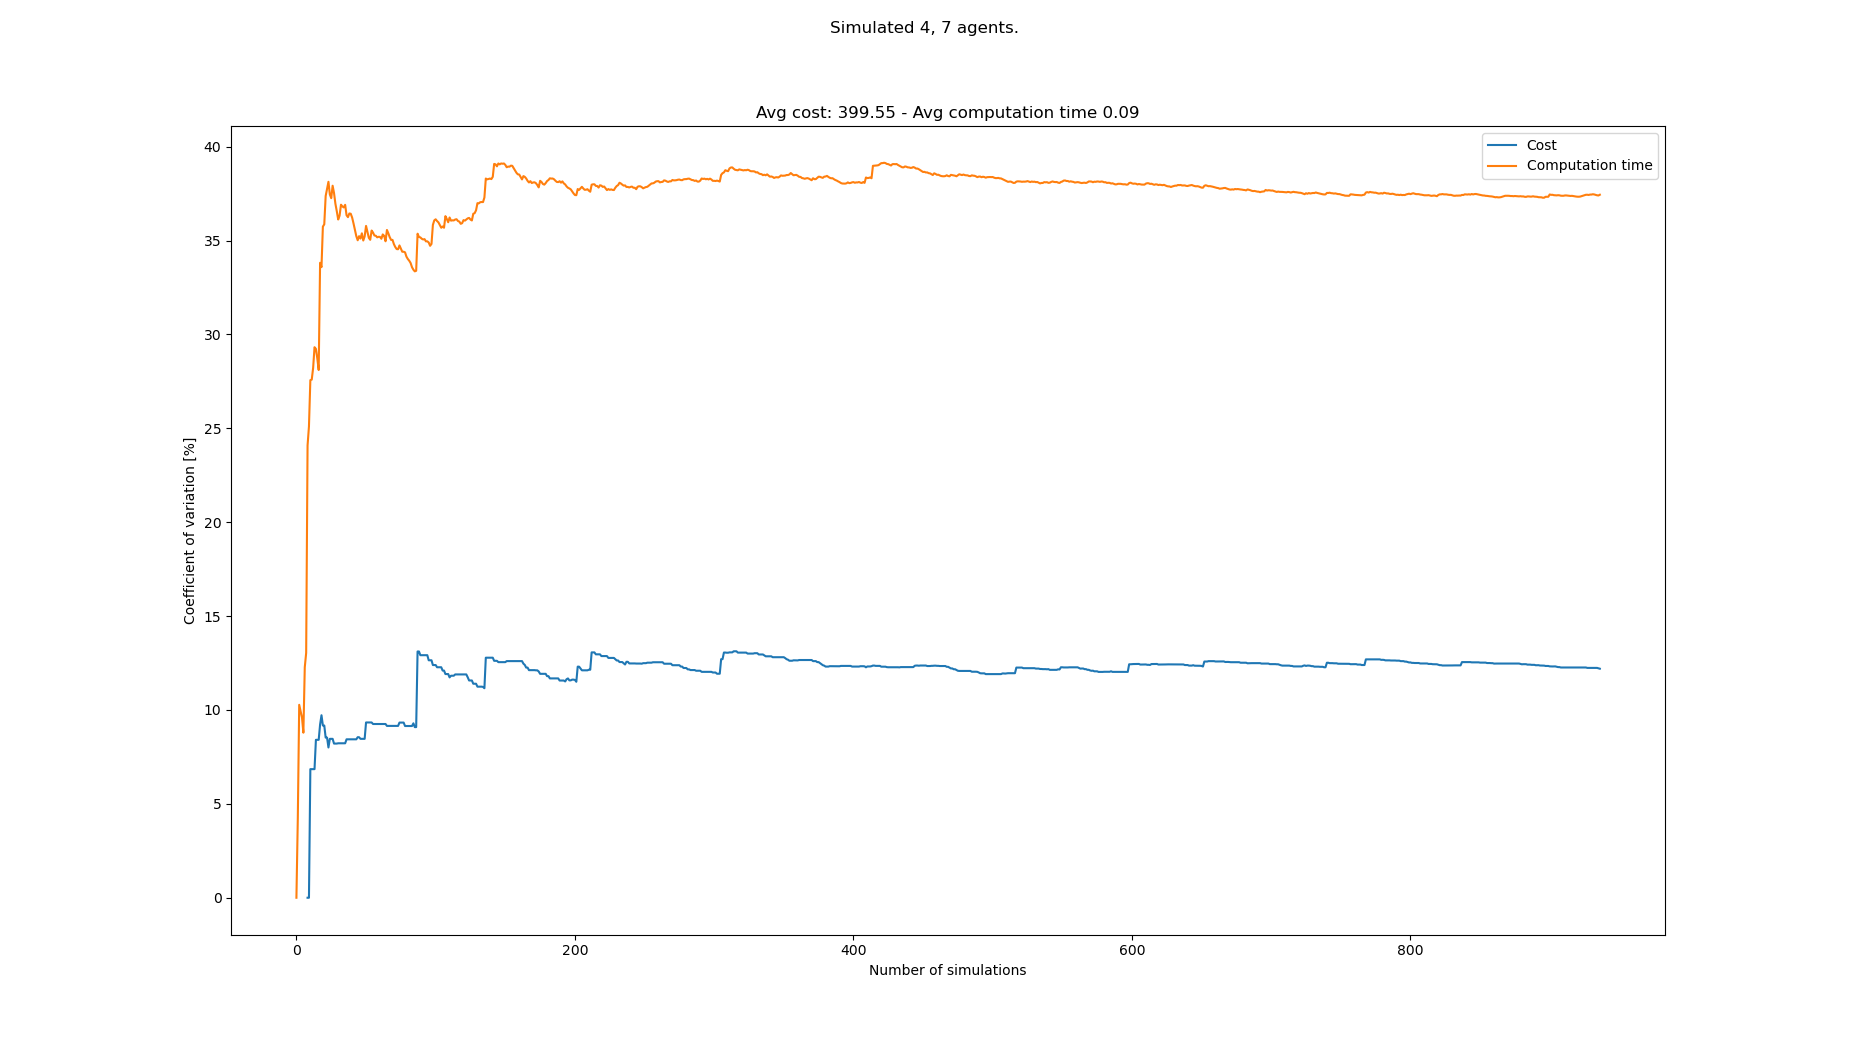 Simulated 4, 7 agents.
Avg cost: 399.55 - Avg computation time 0.09
Cost
Computation time
Coefficient of variation [%]
40
35
30
25
20
15
10
5
0
0
200
400
600
800
Number of simulations